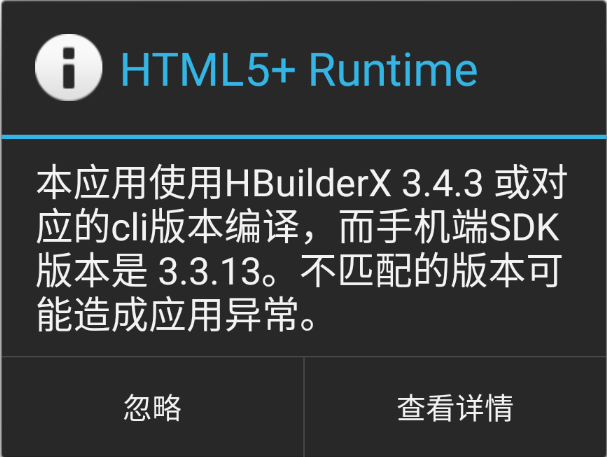 HTML5+ Runtime
本应用使用HBuilderX 3.4.3 或对
应的cli版本编译，而手机端SDK
版本是 3.3.13。不匹配的版本可
能造成应用异常。
忽略
查看详情